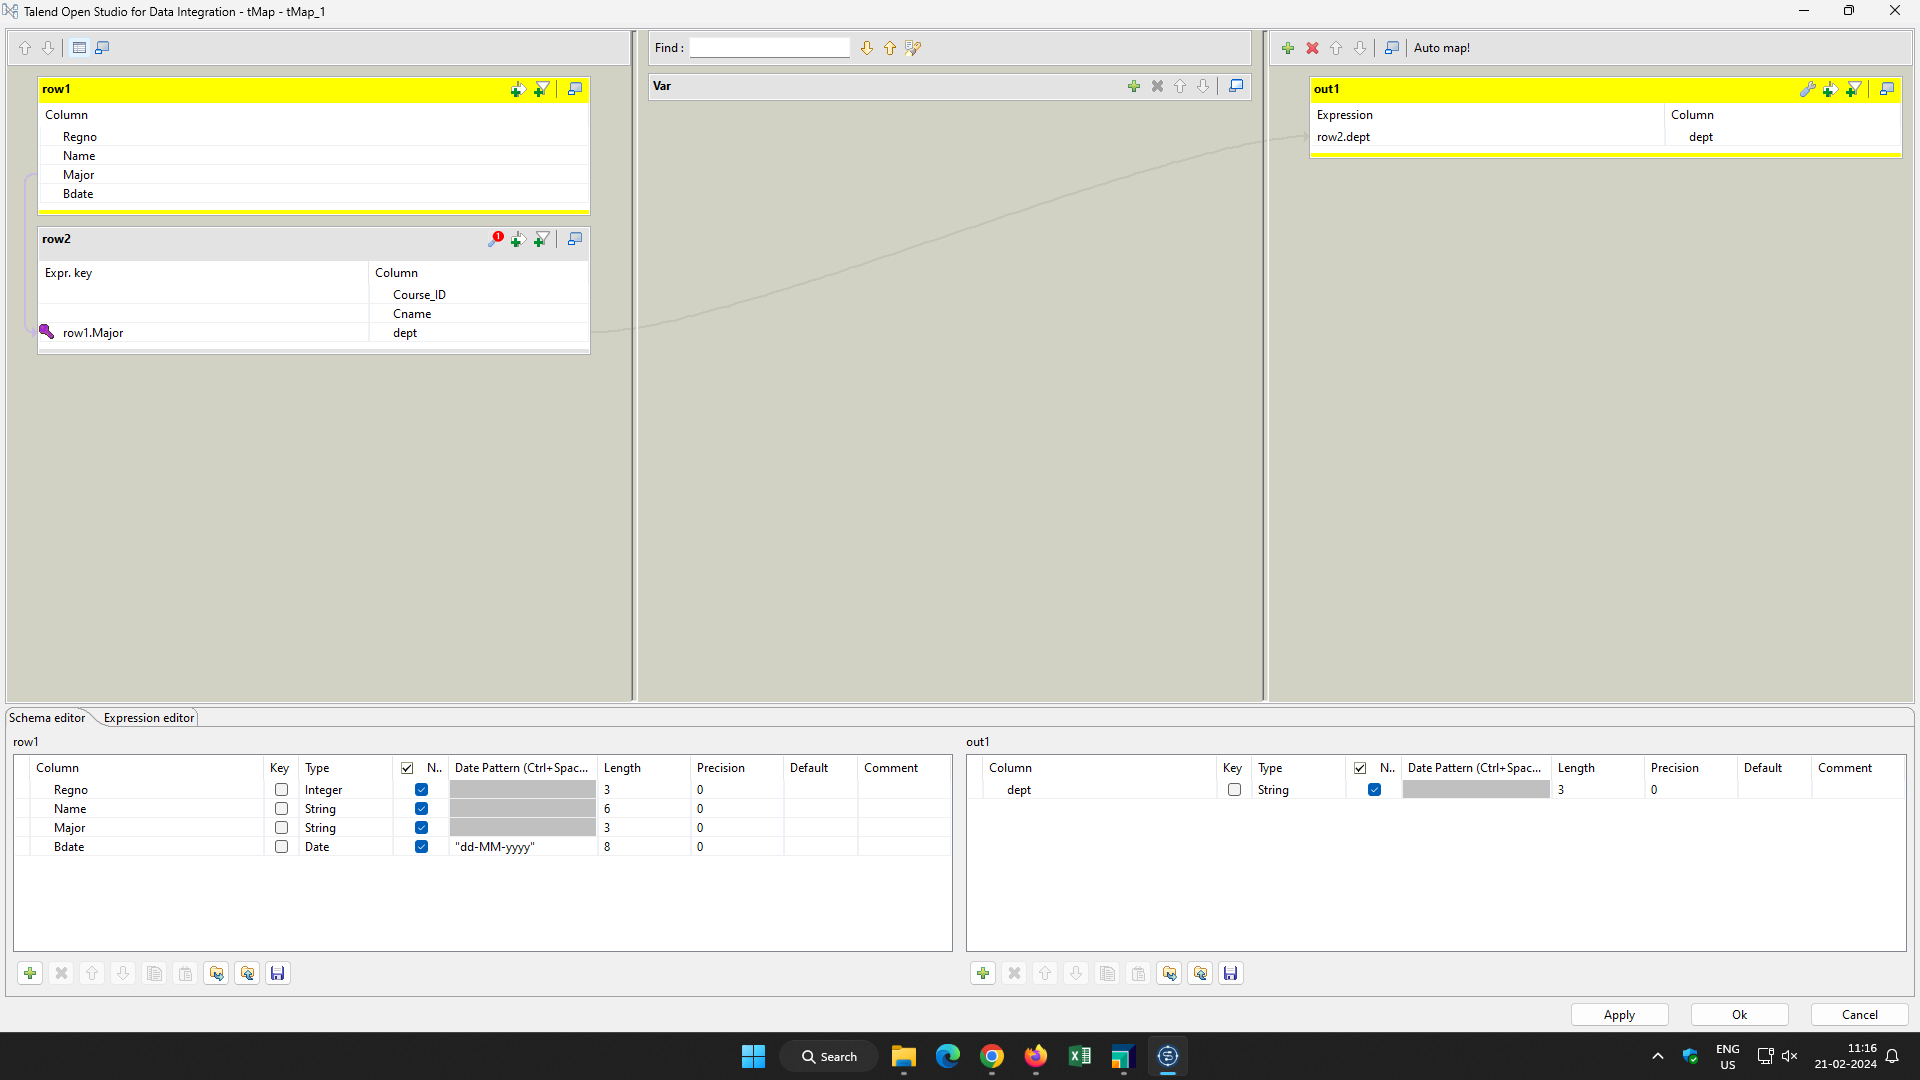 Talend Open Studio for Data Integration - tMap - tMap_1
Find :
Auto map!
row1
Column
Regno
Name
Major
Bdate
row2
1
Expr. key Column
Course_ID
Cname
row1.Major dept
Var
out1
Expression Column
row2.dept dept
Schema editor Expression editor
row1
Column Key Type N.. Date Pattern (Ctrl+Spac... Length Precision Default Comment
Regno Integer 3 0
Name String 6 0
Major String 3 0
Bdate Date "dd-MM-yyyy" 8 0
out1
Column Key Type N.. Date Pattern (Ctrl+Spac... Length Precision Default Comment
dept String 3 0
Apply Ok Cancel
Search
ENG
US
11:16
21-02-2024